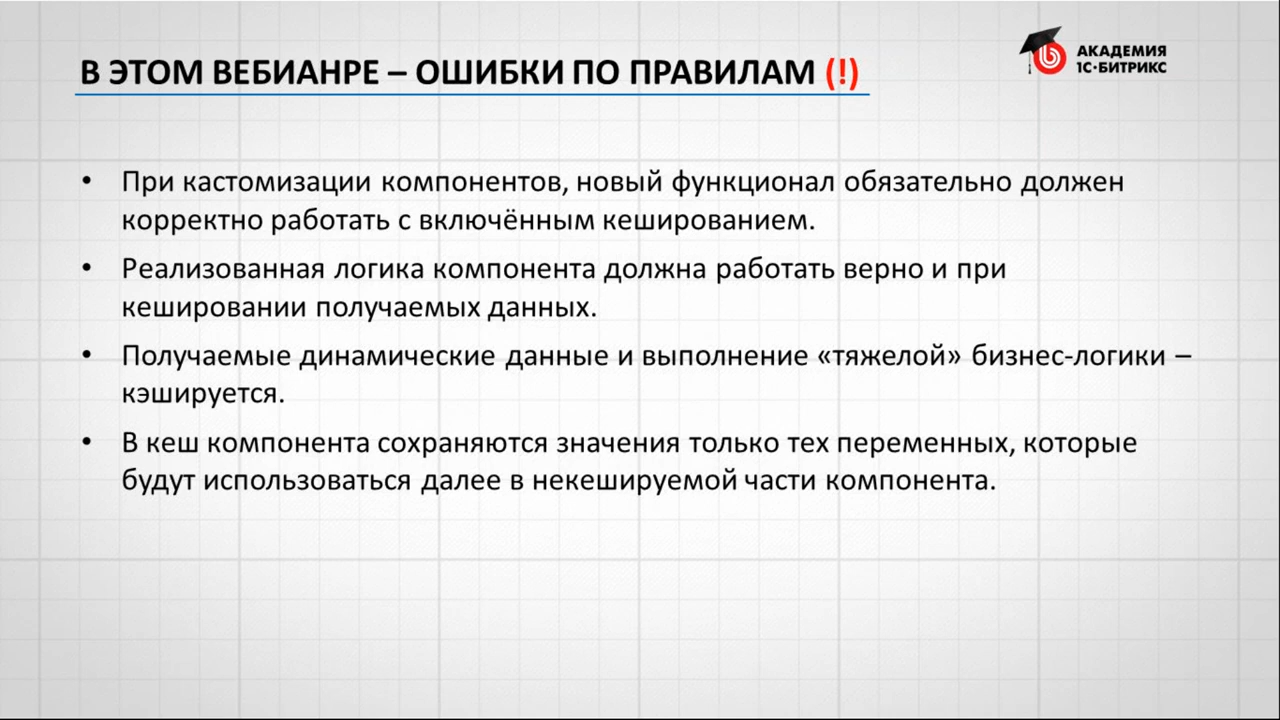 В ЭТОМ ВЕБИАНРЕ – ОШИБКИ ПО ПРАВИЛАМ (!)
АКАДЕМИЯ
1С•БИТРИКС
• При кастомизации компонентов, новый функционал обязательно должен
корректно работать с включённым кешированием.
• Реализованная логика компонента должна работать верно и при
кешировании получаемых данных.
• Получаемые динамические данные и выполнение «тяжелой» бизнес-логики –
кэшируется.
• В кеш компонента сохраняются значения только тех переменных, которые
будут использоваться далее в некешируемой части компонента.